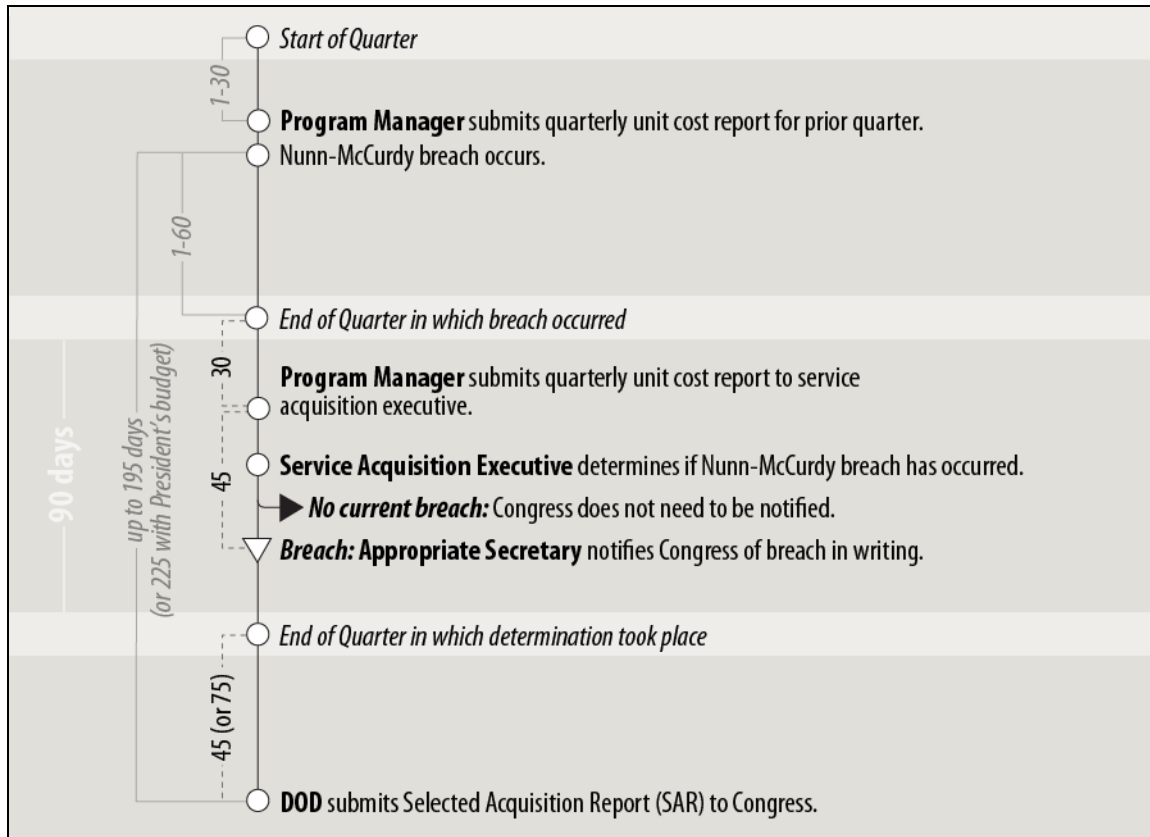 Start of Quarter
1-30
Program Manager submits quarterly unit cost report for prior quarter.
Nunn-McCurdy breach occurs.
1-60
End of Quarter in which breach occurred
30
Program Manager submits quarterly unit cost report to service
acquisition executive.
90 days
up to 195 days
(or 225 with President's budget)
45
Service Acquisition Executive determines if Nunn-McCurdy breach has occurred.
No current breach: Congress does not need to be notified.
Breach: Appropriate Secretary notifies Congress of breach in writing.
End of Quarter in which determination took place
45 (or 75)
DOD submits Selected Acquisition Report (SAR) to Congress.